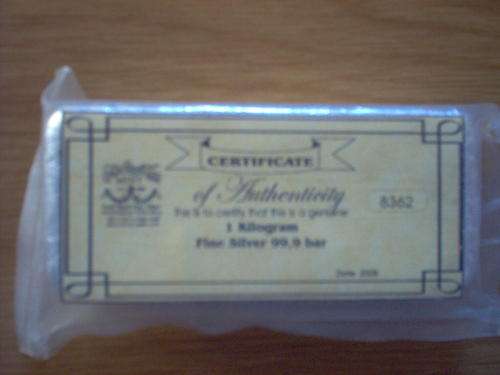 CERTIFICATE
of Authenticity
8362
this is to certify that this is a genuine
1 Kilogram
Fine Silver 99,9 bar